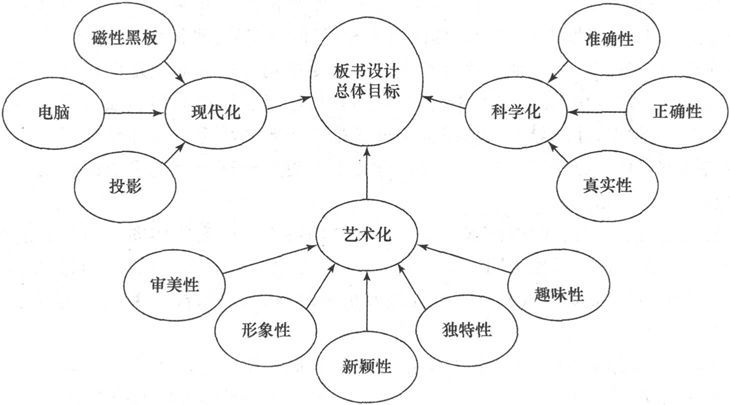 磁性黑板
电脑
投影
现代化
板书设计
总体目标
科学化
准确性
正确性
真实性
艺术化
审美性
形象性
新颖性
独特性
趣味性